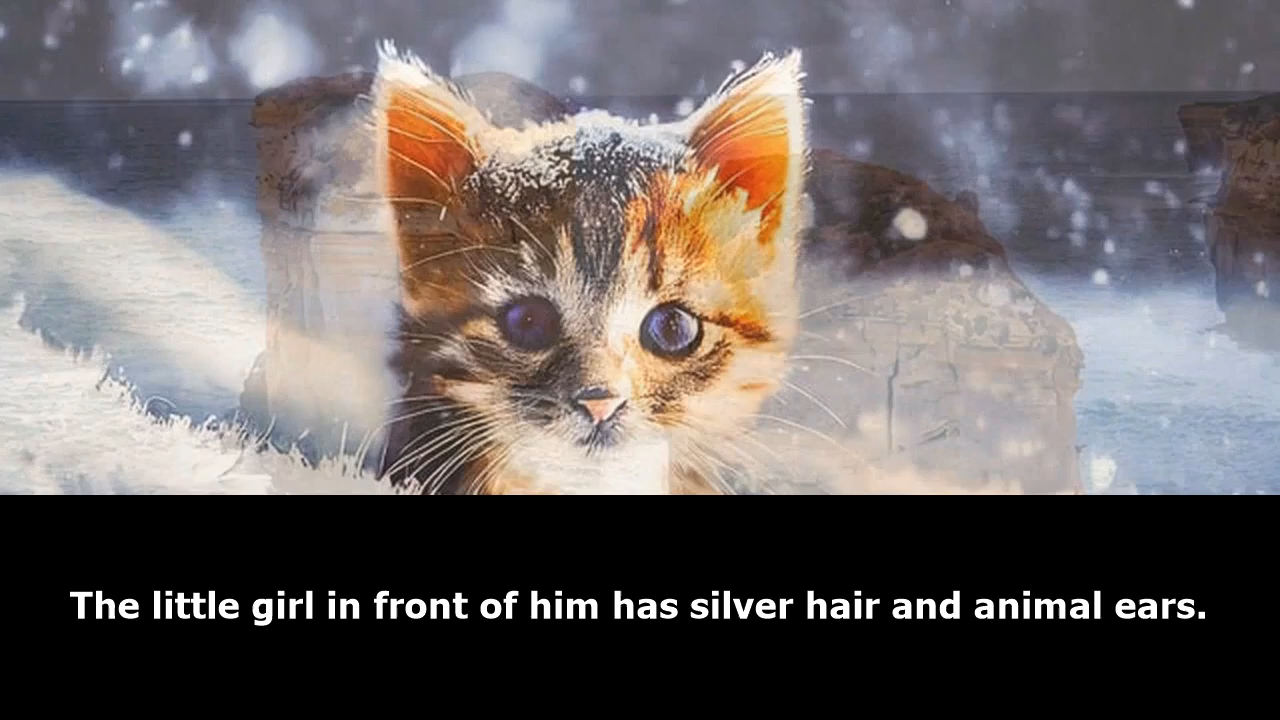 The little girl in front of him has silver hair and animal ears.